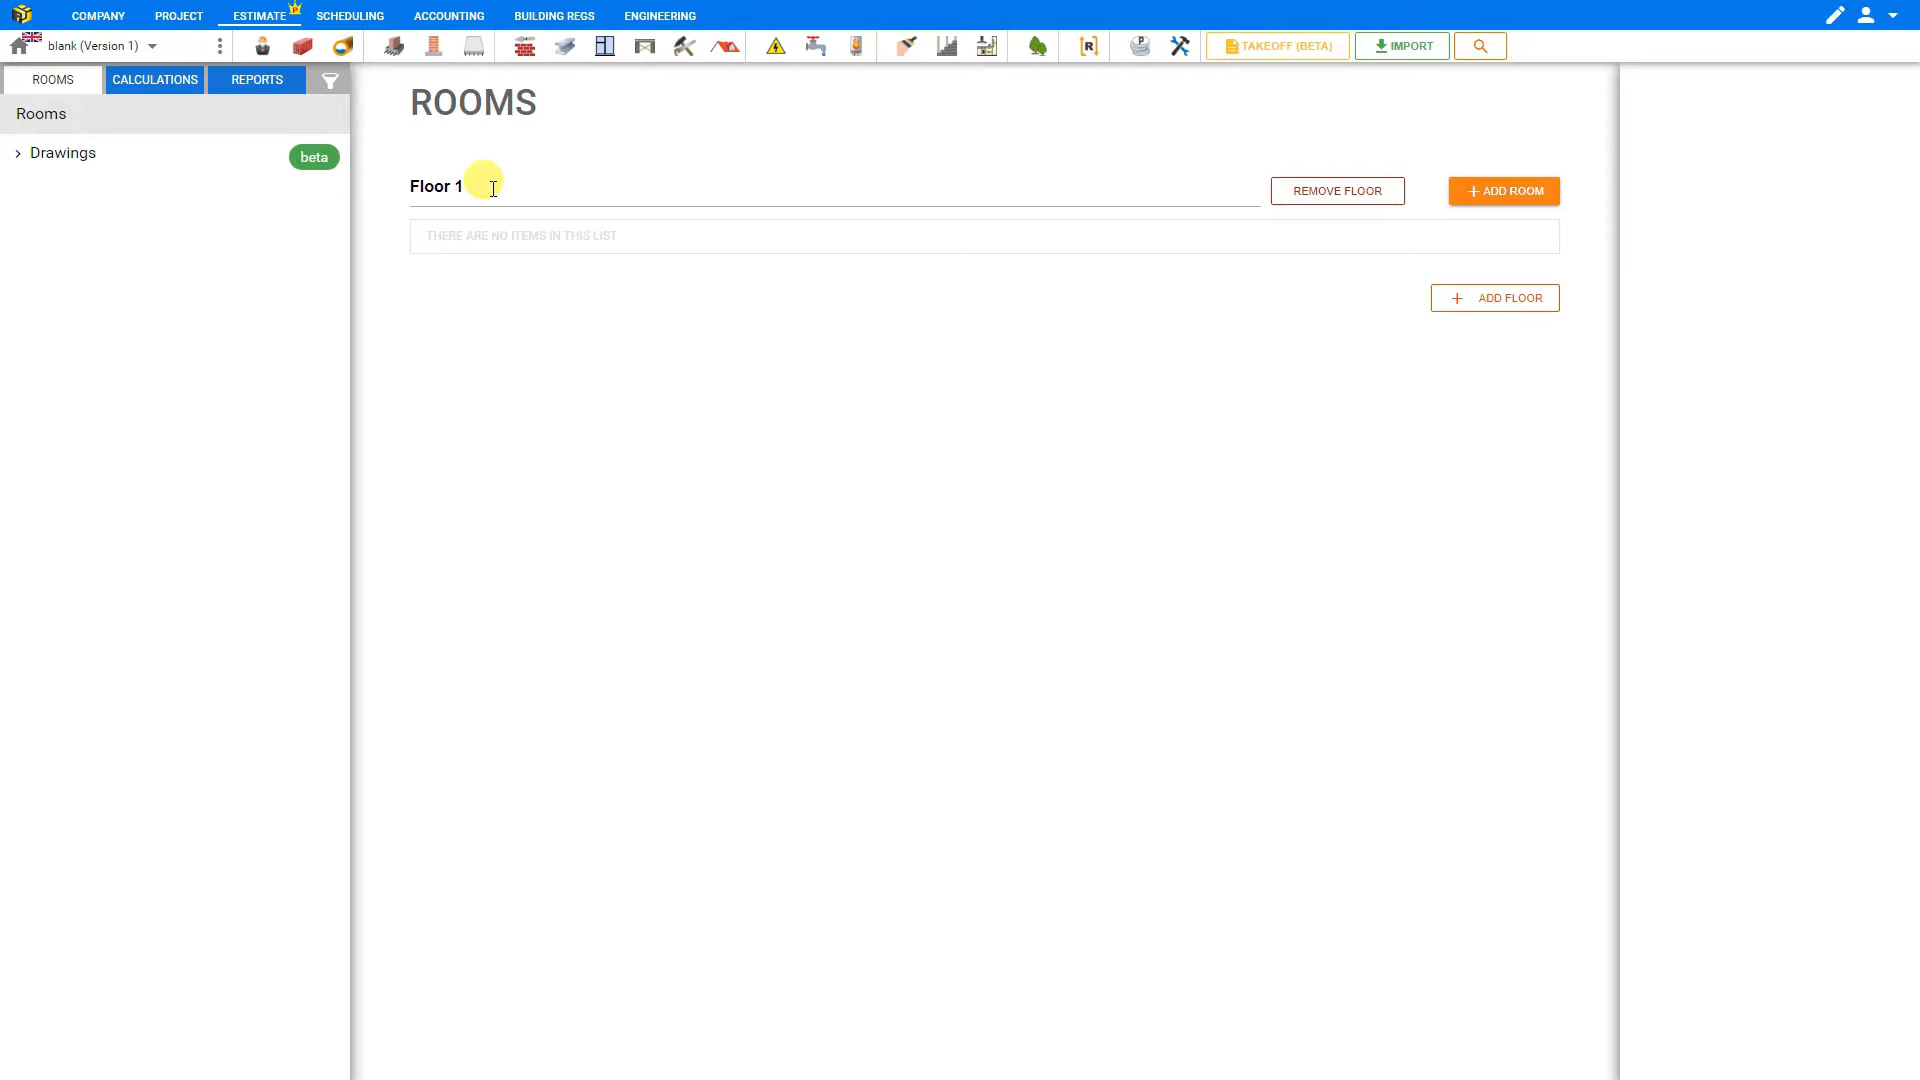 COMPANY PROJECT ESTIMATE SCHEDULING ACCOUNTING BUILDING REGS ENGINEERING
blank (Version 1) TAKEOFF (BETA) IMPORT
ROOMS CALCULATIONS REPORTS
Rooms
Drawings beta
ROOMS
Floor 1 REMOVE FLOOR + ADD ROOM
THERE ARE NO ITEMS IN THIS LIST
+ ADD FLOOR